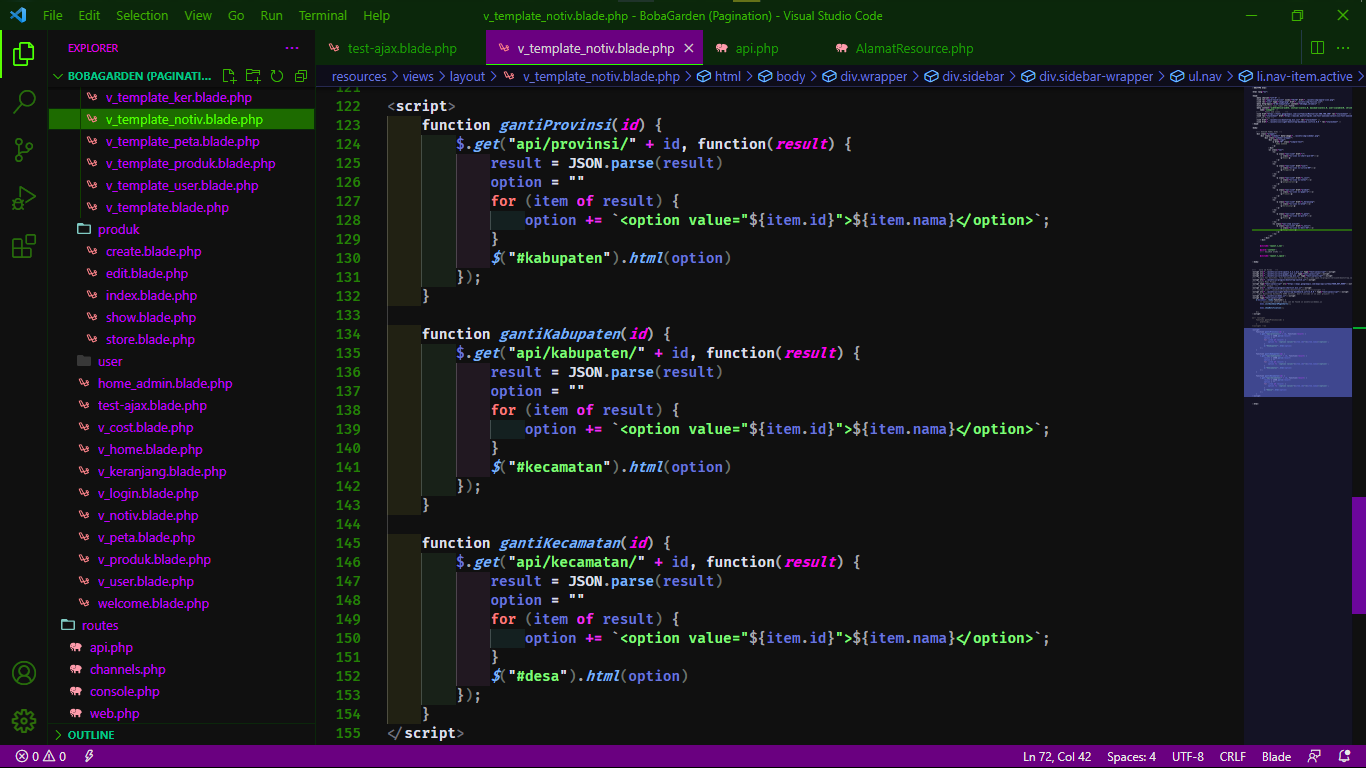 File Edit Selection View Go Run Terminal Help
v_template_notiv.blade.php - BobaGarden (Pagination) - Visual Studio Code
EXPLORER
test-ajax.blade.php
v_template_notiv.blade.php
api.php
AlamatResource.php
BOBAGARDEN (PAGINATI...
resources > views > layout > v_template_notiv.blade.php > html > body > div.wrapper > div.sidebar > div.sidebar-wrapper > ul.nav > li.nav-item.active >
v_template_ker.blade.php
v_template_notiv.blade.php
v_template_peta.blade.php
v_template_produk.blade.php
v_template_user.blade.php
v_template.blade.php
produk
create.blade.php
edit.blade.php
index.blade.php
show.blade.php
store.blade.php
user
home_admin.blade.php
test-ajax.blade.php
v_cost.blade.php
v_home.blade.php
v_keranjang.blade.php
v_login.blade.php
v_notiv.blade.php
v_peta.blade.php
v_produk.blade.php
v_user.blade.php
welcome.blade.php
routes
api.php
channels.php
console.php
web.php
OUTLINE
121
122 <script>
123 function gantiProvinsi(id) {
124 $.get("api/provinsi/" + id, function(result) {
125 result = JSON.parse(result)
126 option = ""
127 for (item of result) {
128 option += `<option value="${item.id}">${item.nama}</option>`;
129 }
130 $("#kabupaten").html(option)
131 });
132 }
133
134 function gantiKabupaten(id) {
135 $.get("api/kabupaten/" + id, function(result) {
136 result = JSON.parse(result)
137 option = ""
138 for (item of result) {
139 option += `<option value="${item.id}">${item.nama}</option>`;
140 }
141 $("#kecamatan").html(option)
142 });
143 }
144
145 function gantiKecamatan(id) {
146 $.get("api/kecamatan/" + id, function(result) {
147 result = JSON.parse(result)
148 option = ""
149 for (item of result) {
150 option += `<option value="${item.id}">${item.nama}</option>`;
151 }
152 $("#desa").html(option)
153 });
154 }
155 </script>
0 0
Ln 72, Col 42 Spaces: 4 UTF-8 CRLF Blade